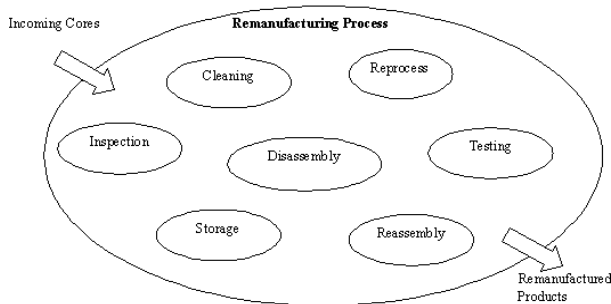 Incoming Cores
Remanufacturing Process
Cleaning
Reprocess
Inspection
Disassembly
Testing
Storage
Reassembly
Remanufactured
Products